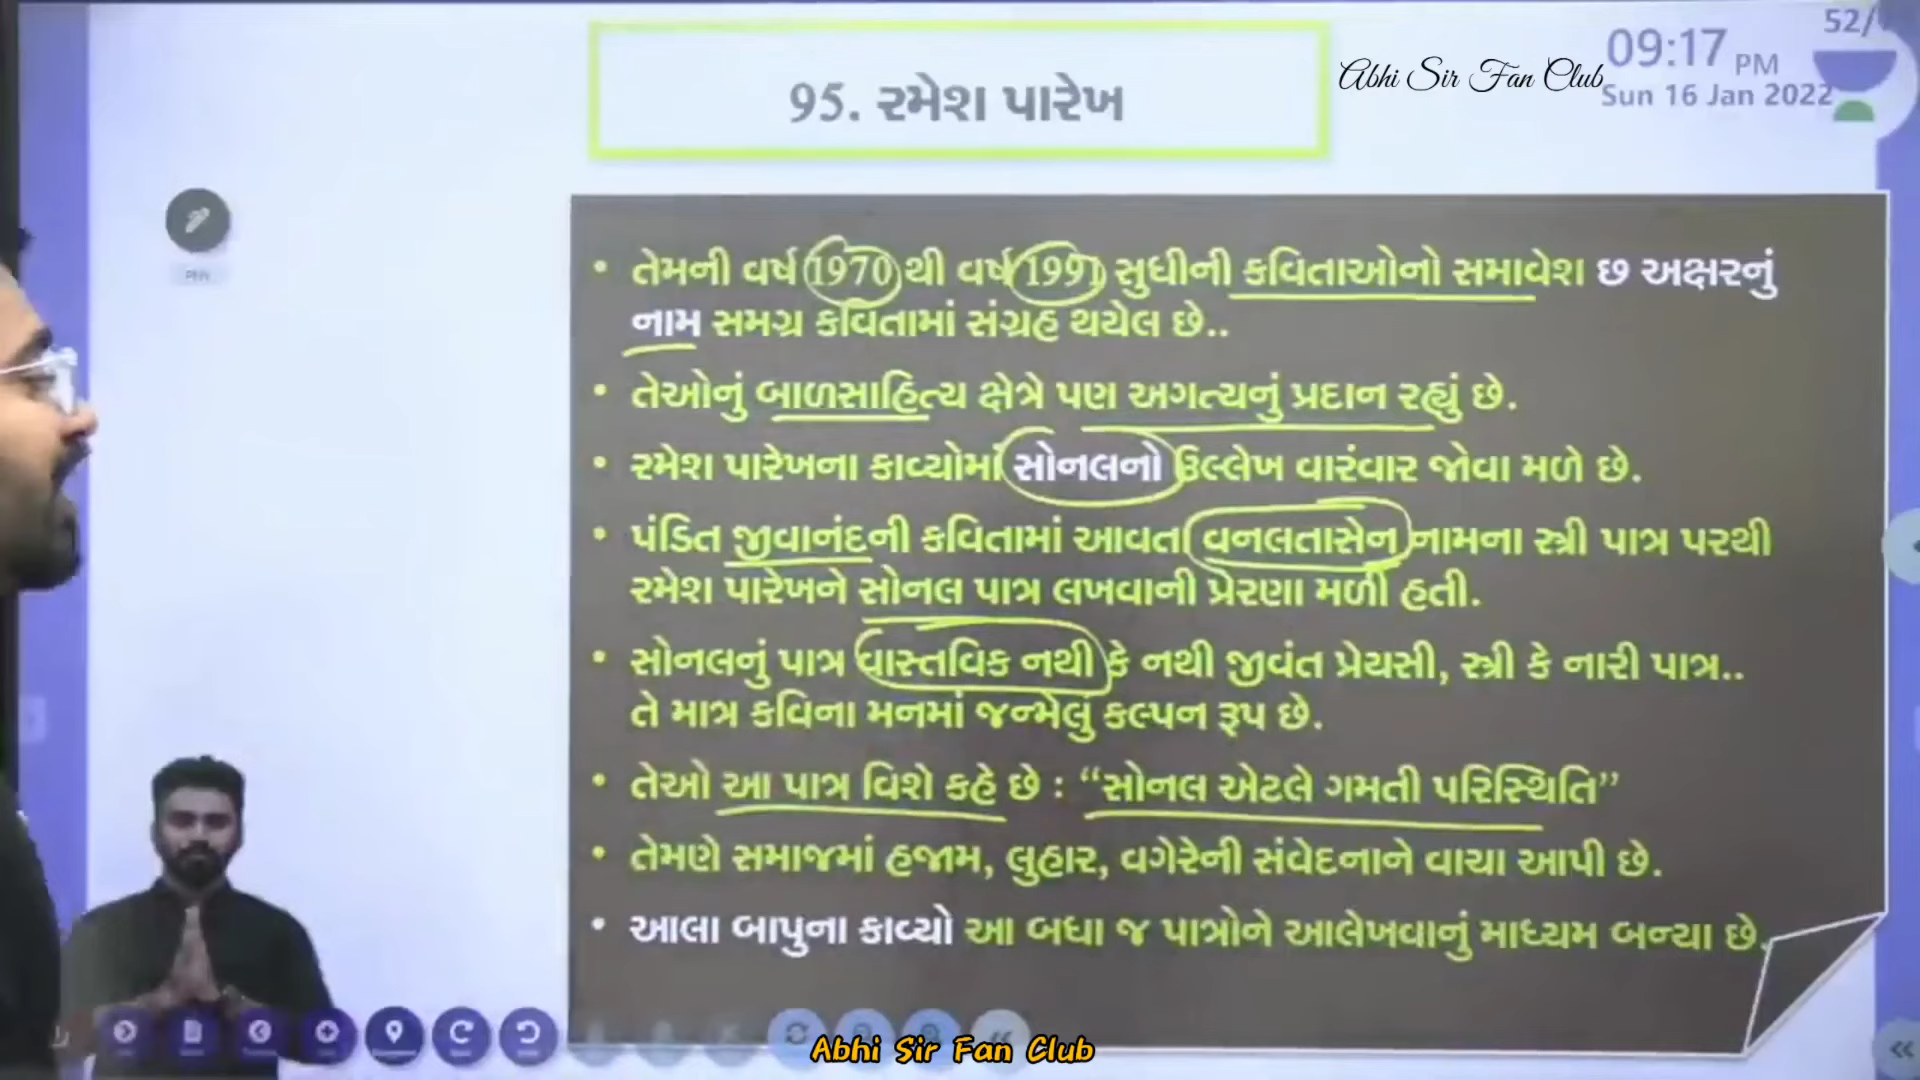 52/
09:17 PM
Abhi Sir Fan Club
Sun 16 Jan 2022
95. રમેશ પારેખ
• તેમની વર્ષ 1970 થી વર્ષ 1991 સુધીની કવિતાઓનો સમાવેશ છ અક્ષરનું
નામ સમગ્ર કવિતામાં સંગ્રહ થયેલ છે..
• તેઓનું બાળસાહિત્ય ક્ષેત્રે પણ અગત્યનું પ્રદાન રહ્યું છે.
• રમેશ પારેખના કાવ્યોમાં સોનલનો ઉલ્લેખ વારંવાર જોવા મળે છે.
• પંડિત જીવાનંદની કવિતામાં આવતા વનલતાસેન નામના સ્ત્રી પાત્ર પરથી
રમેશ પારેખને સોનલ પાત્ર લખવાની પ્રેરણા મળી હતી.
• સોનલનું પાત્ર વાસ્તવિક નથી કે નથી જીવંત પ્રેયસી, સ્ત્રી કે નારી પાત્ર..
તે માત્ર કવિના મનમાં જન્મેલું કલ્પન રૂપ છે.
• તેઓ આ પાત્ર વિશે કહે છે : “સોનલ એટલે ગમતી પરિસ્થિતિ”
• તેમણે સમાજમાં હજામ, લુહાર, વગેરેની સંવેદનાને વાચા આપી છે.
• આલા બાપુના કાવ્યો આ બધા જ પાત્રોને આલેખવાનું માધ્યમ બન્યા છે.
Abhi Sir Fan Club